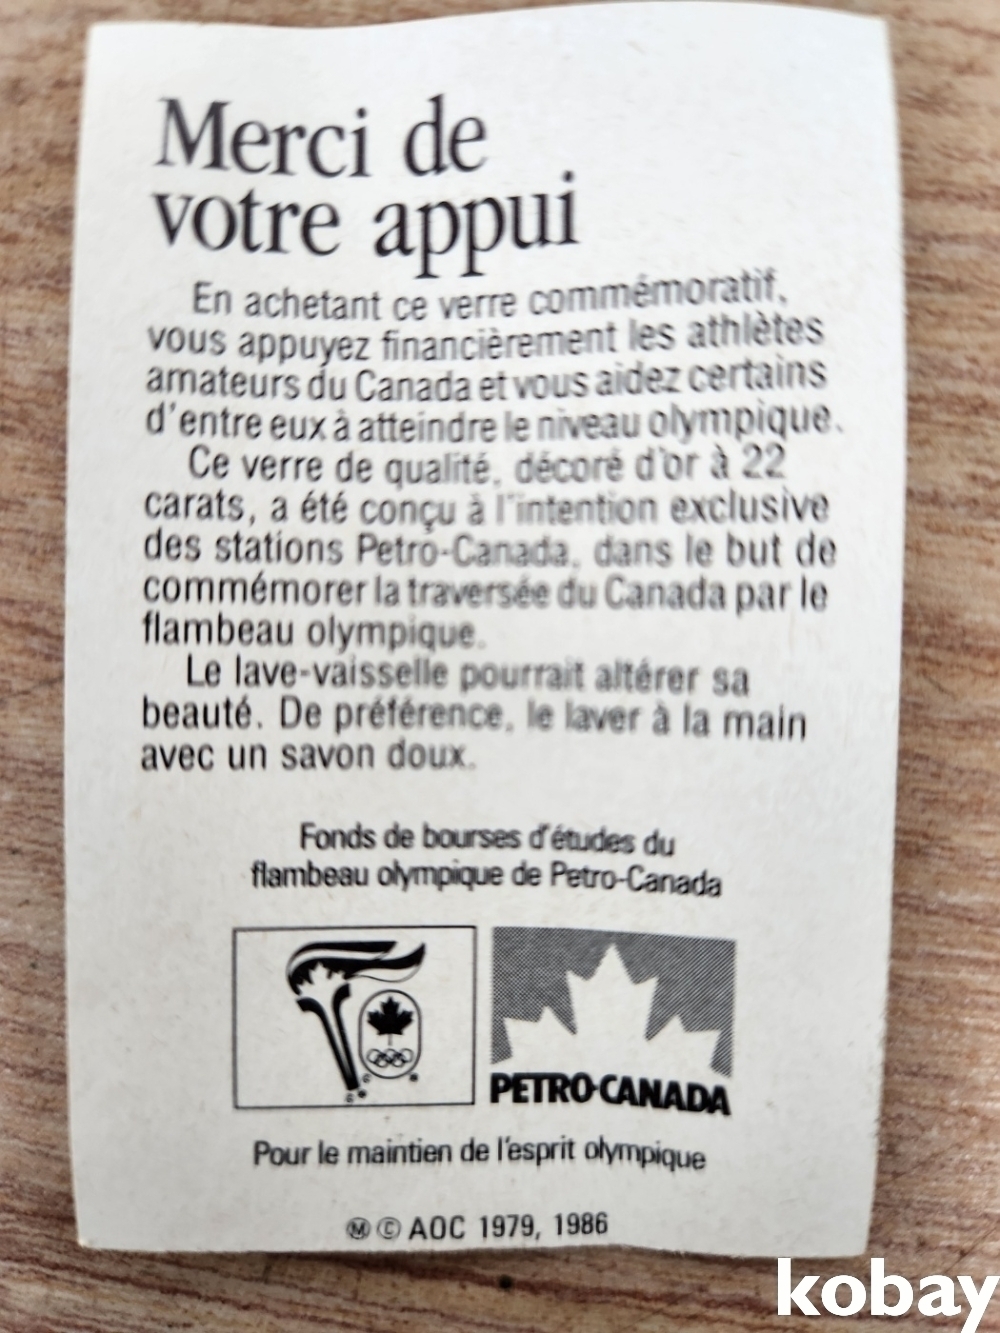 Merci de
votre appui
En achetant ce verre commémoratif,
vous appuyez financièrement les athlètes
amateurs du Canada et vous aidez certains
d'entre eux à atteindre le niveau olympique.
Ce verre de qualité, décoré d'or à 22
carats, a été conçu à l'intention exclusive
des stations Petro-Canada, dans le but de
commémorer la traversée du Canada par le
flambeau olympique.
Le lave-vaisselle pourrait altérer sa
beauté. De préférence, le laver à la main
avec un savon doux.
Fonds de bourses d'études du
flambeau olympique de Petro-Canada
PETRO-CANADA
Pour le maintien de l'esprit olympique
Ⓜ © AOC 1979, 1986
kobay